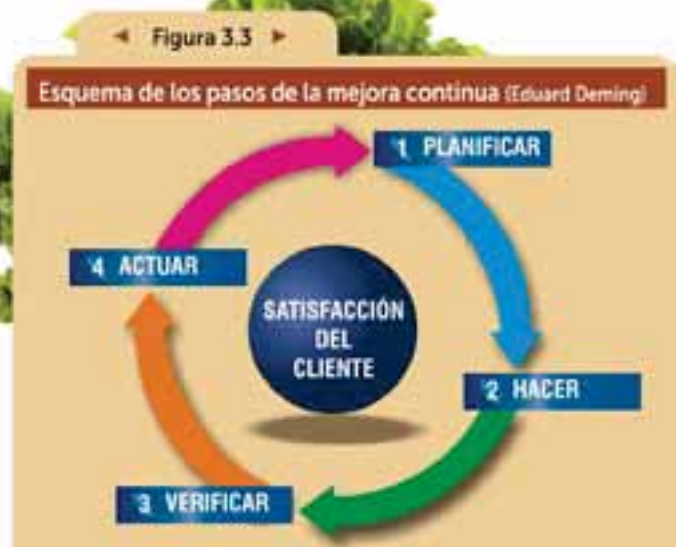 ◄ Figura 3.3 ►
Esquema de los pasos de la mejora continua (Eduard Deming)
1 PLANIFICAR
4 ACTUAR
SATISFACCIÓN
DEL
CLIENTE
2 HACER
3 VERIFICAR